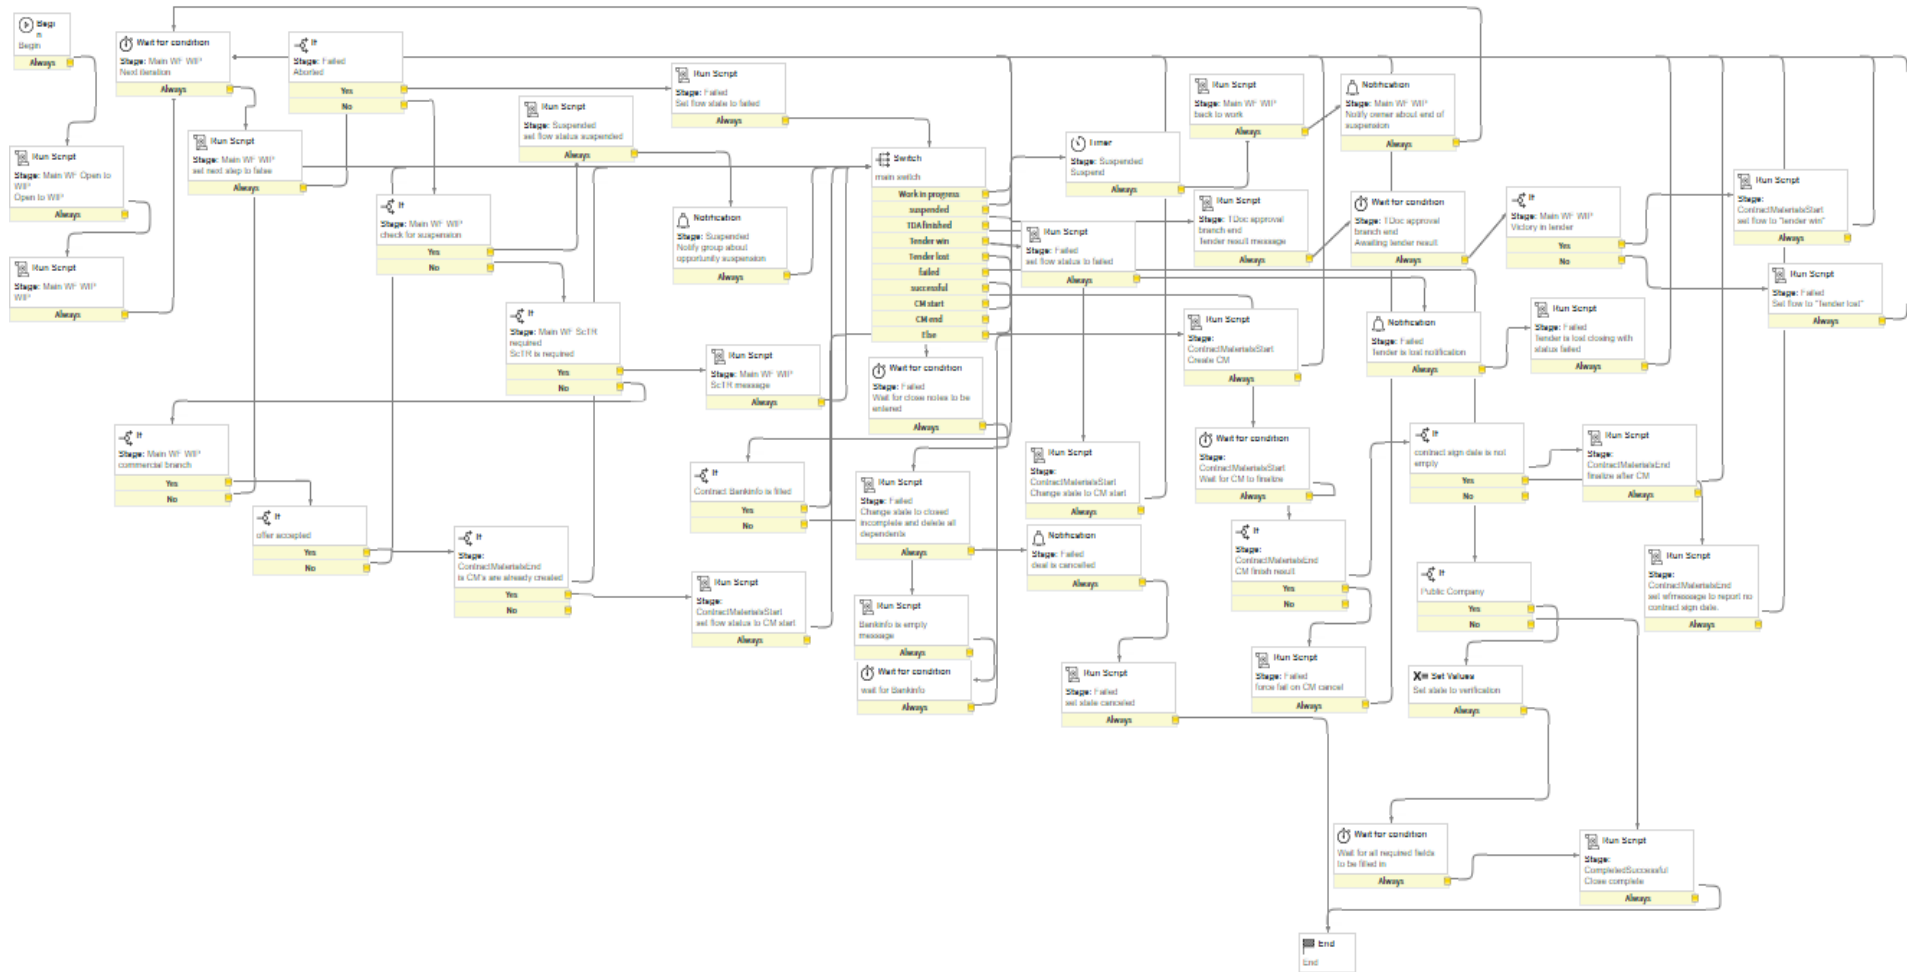 Begi
n
Begin
Always
Wait for condition
Stage: Main WF WIP
Next iteration
Always
If
Stage: Failed
Aborted
Yes
No
Run Script
Stage: Failed
Set flow state to failed
Always
Run Script
Stage: Suspended
set flow status suspended
Always
Run Script
Stage: Main WF WIP
set next step to false
Always
Run Script
Stage: Main WF Open to
WIP
Open to WIP
Always
Run Script
Stage: Main WF WIP
WIP
Always
If
Stage: Main WF WIP
check for suspension
Yes
No
Notification
Stage: Suspended
Notify group about
opportunity suspension
Always
Switch
main switch
Work in progress
suspended
TDA finished
Tender win
Tender lost
failed
successful
CM start
CM end
Else
Timer
Stage: Suspended
Suspend
Always
Run Script
Stage: Main WF WIP
back to work
Always
Notification
Stage: Main WF WIP
Notify owner about end of
suspension
Always
Run Script
Stage: TDoc approval
branch end
Tender result message
Always
Wait for condition
Stage: TDoc approval
branch end
Awaiting tender result
Always
If
Stage: Main WF WIP
Victory in tender
Yes
No
Run Script
Stage:
ContractMaterialsStart
set flow to "tender win"
Always
Run Script
Stage: Failed
Set flow to "Tender lost"
Always
Run Script
Stage: Failed
set flow status to failed
Always
If
Stage: Main WF ScTR
required
ScTR is required
Yes
No
Run Script
Stage: Main WF WIP
ScTR message
Always
Wait for condition
Stage: Failed
Wait for close notes to be
entered
Always
Run Script
Stage:
ContractMaterialsStart
Create CM
Always
Notification
Stage: Failed
Tender is lost notification
Always
Run Script
Stage: Failed
Tender is lost closing with
status failed
Always
If
Stage: Main WF WIP
commercial branch
Yes
No
If
offer accepted
Yes
No
If
Stage:
ContractMaterialsEnd
is CM's are already created
Yes
No
Run Script
Stage:
ContractMaterialsStart
set flow status to CM start
Always
If
Contract Bankinfo is filled
Yes
No
Run Script
Stage: Failed
Change state to closed
incomplete and delete all
dependents
Always
Run Script
Stage:
ContractMaterialsStart
Change state to CM start
Always
Notification
Stage: Failed
deal is cancelled
Always
Wait for condition
Stage:
ContractMaterialsStart
Wait for CM to finalize
Always
If
Stage:
ContractMaterialsEnd
CM finish result
Yes
No
If
contract sign date is not
empty
Yes
No
Run Script
Stage:
ContractMaterialsEnd
finalize after CM
Always
Run Script
Stage:
ContractMaterialsEnd
set wfmessage to report no
contract sign date.
Always
If
Public Company
Yes
No
Run Script
Bankinfo is empty
message
Always
Wait for condition
wait for Bankinfo
Always
Run Script
Stage: Failed
set state canceled
Always
Run Script
Stage: Failed
force fail on CM cancel
Always
Set Values
Set state to verification
Always
Wait for condition
Wait for all required fields
to be filled in
Always
Run Script
Stage:
CompletedSuccessful
Close complete
Always
End
End